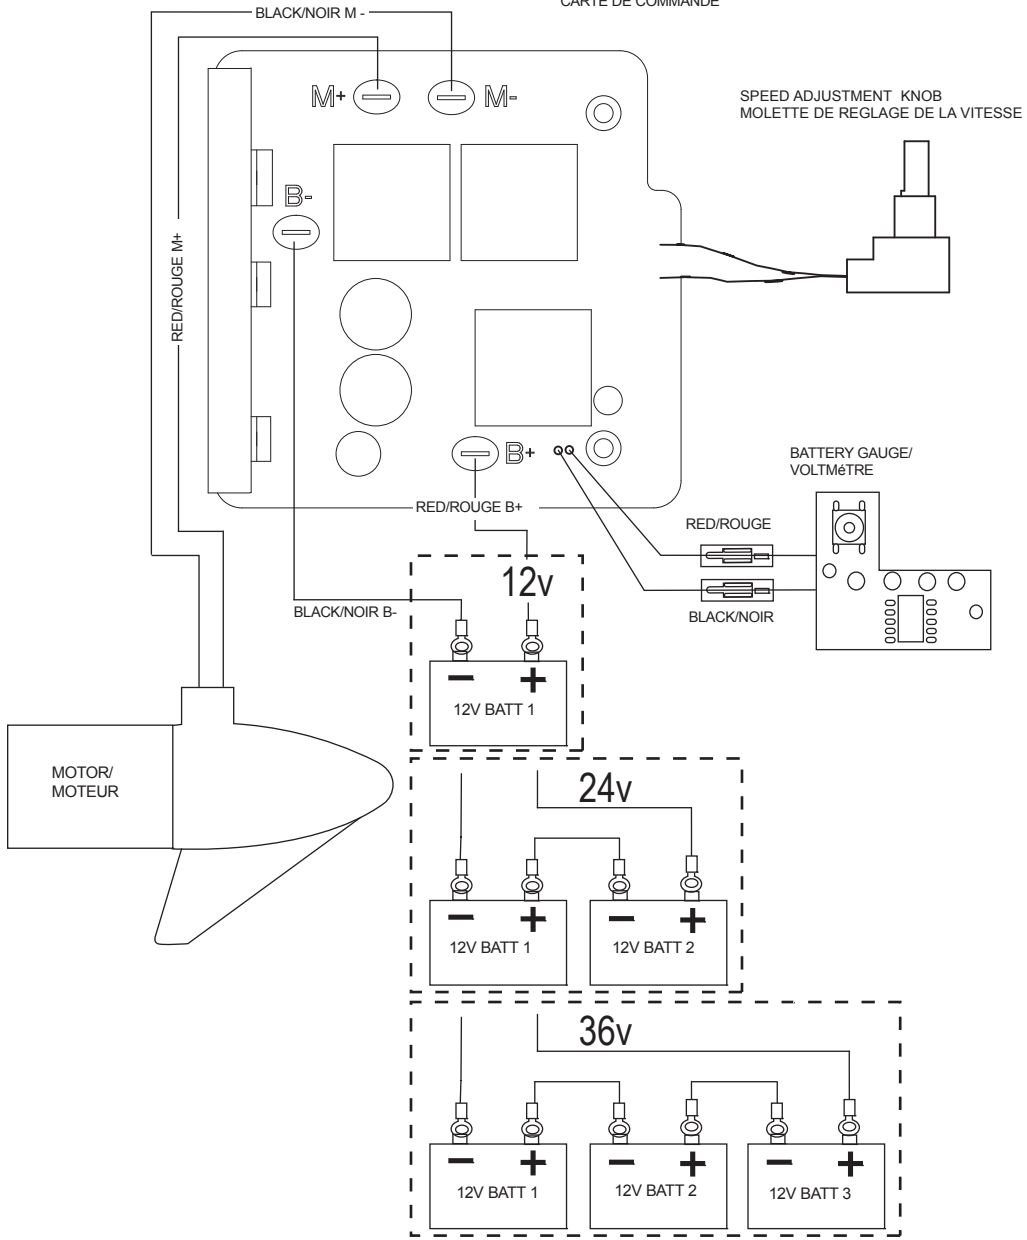 CARTE DE COMMANDE
BLACK/NOIR M -
M+
M-
SPEED ADJUSTMENT KNOB
MOLETTE DE REGLAGE DE LA VITESSE
B-
RED/ROUGE M+
B+
BATTERY GAUGE/
VOLTMéTRE
RED/ROUGE B+
RED/ROUGE
BLACK/NOIR
12v
BLACK/NOIR B-
- +
12V BATT 1
MOTOR/
MOTEUR
24v
- + - +
12V BATT 1 12V BATT 2
36v
- + - + - +
12V BATT 1 12V BATT 2 12V BATT 3